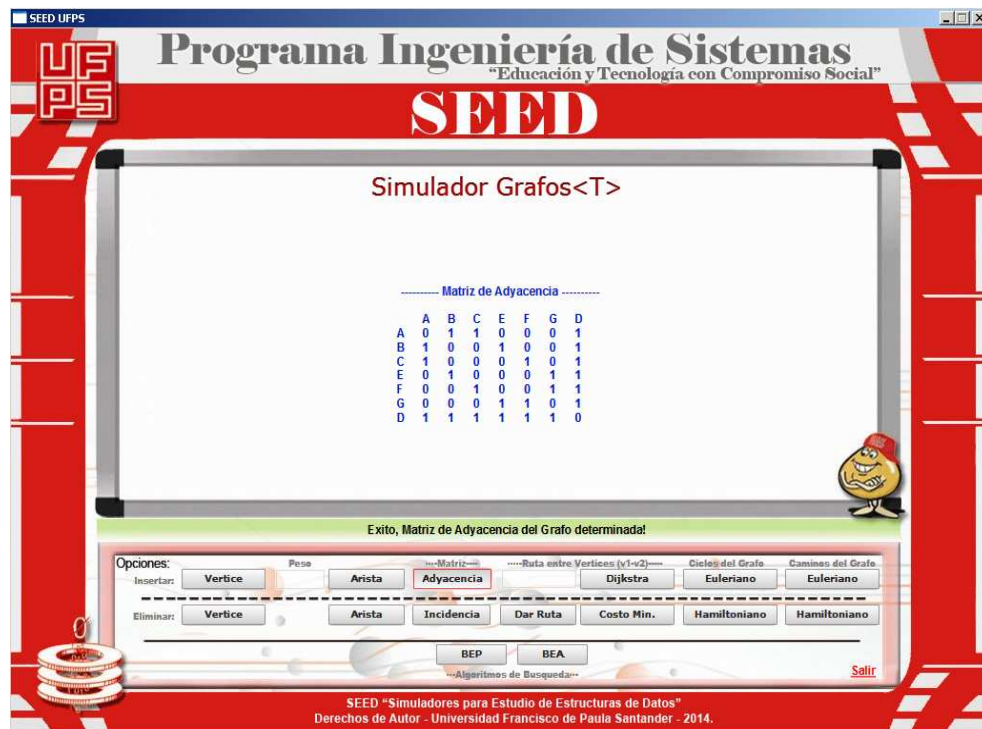 SEED UFPS
UFPS
Programa Ingeniería de Sistemas
“Educación y Tecnología con Compromiso Social”
SEED
Simulador Grafos<T>
---------- Matriz de Adyacencia ----------
A B C E F G D
A 0 1 1 0 0 0 1
B 1 0 0 1 0 0 1
C 1 0 0 0 1 0 1
E 0 1 0 0 0 1 1
F 0 0 1 0 0 1 1
G 0 0 0 1 1 0 1
D 1 1 1 1 1 1 0
Exito, Matriz de Adyacencia del Grafo determinada!
Opciones: Peso ----Matriz---- -----Ruta entre Vertices (v1-v2)----- Ciclos del Grafo Caminos del Grafo
Insertar: Vertice Arista Adyacencia Dijkstra Euleriano Euleriano
Eliminar: Vertice Arista Incidencia Dar Ruta Costo Min. Hamiltoniano Hamiltoniano
BEP BEA
---Algoritmos de Busqueda---
Salir
SEED “Simuladores para Estudio de Estructuras de Datos”
Derechos de Autor - Universidad Francisco de Paula Santander - 2014.